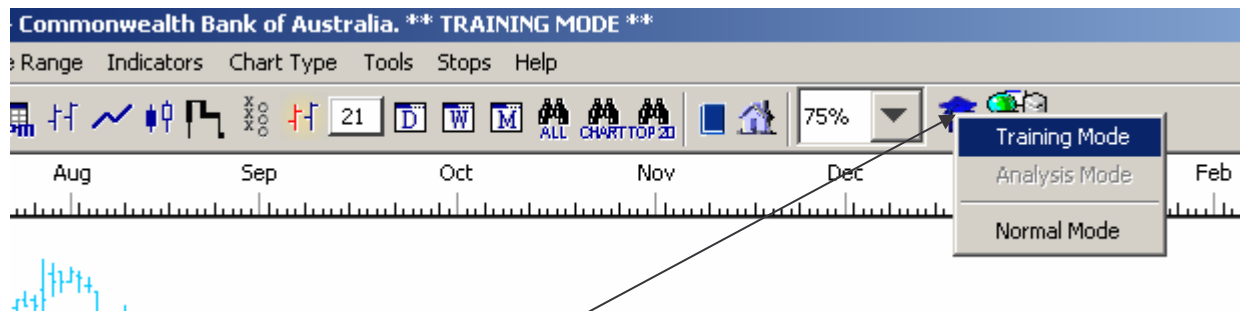 Commonwealth Bank of Australia. ** TRAINING MODE **
Range Indicators Chart Type Tools Stops Help
21 D W M ALL CHART TOP 20 75%
Training Mode
Aug Sep Oct Nov Dec Analysis Mode Feb
Normal Mode